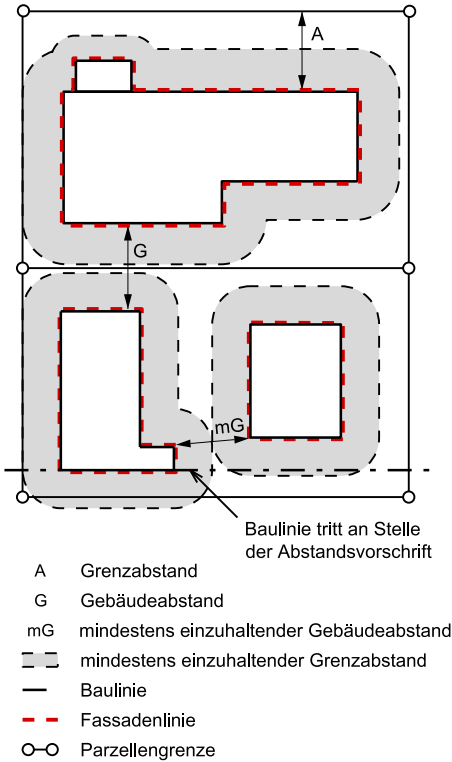 A
G
mG
Baulinie tritt an Stelle
der Abstandsvorschrift
A Grenzabstand
G Gebäudeabstand
mG mindestens einzuhaltender Gebäudeabstand
mindestens einzuhaltender Grenzabstand
Baulinie
Fassadenlinie
Parzellengrenze